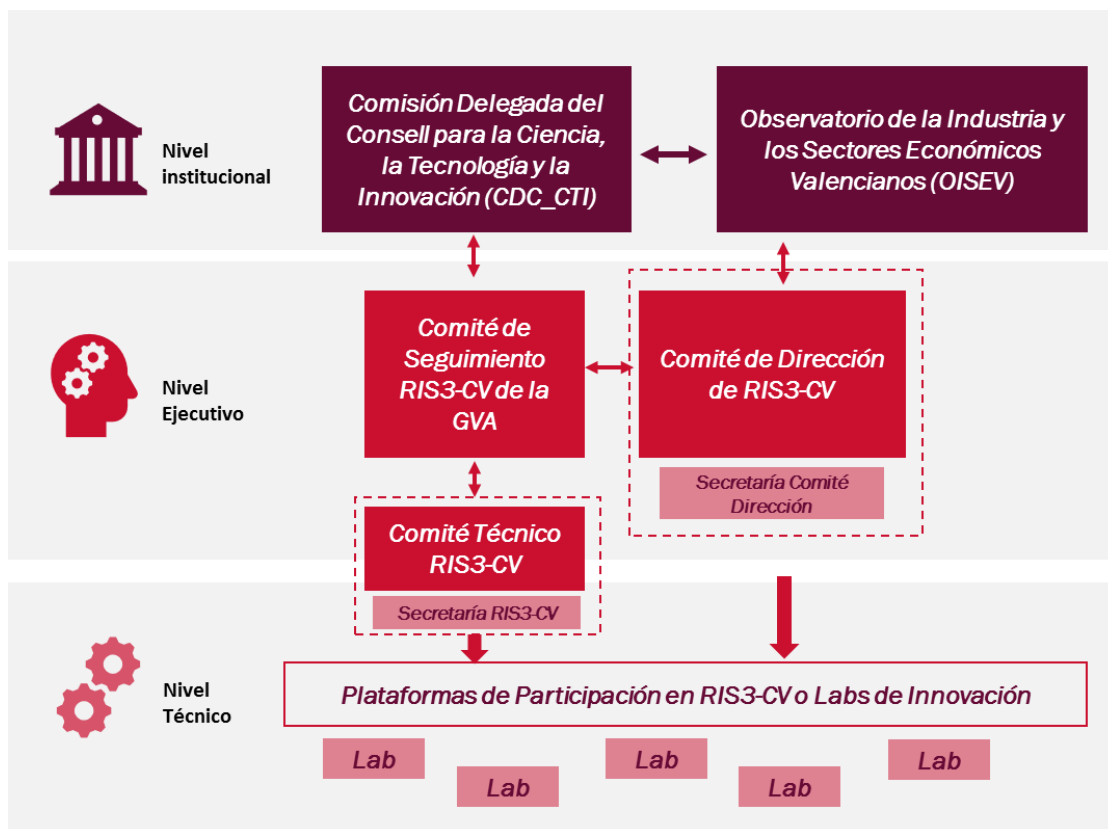 Nivel
institucional
Comisión Delegada del
Consell para la Ciencia,
la Tecnología y la
Innovación (CDC_CTI)
Observatorio de la Industria y
los Sectores Económicos
Valencianos (OISEV)
Nivel
Ejecutivo
Comité de
Seguimiento
RIS3-CV de la
GVA
Comité de Dirección
de RIS3-CV
Secretaría Comité
Dirección
Comité Técnico
RIS3-CV
Secretaría RIS3-CV
Nivel
Técnico
Plataformas de Participación en RIS3-CV o Labs de Innovación
Lab
Lab
Lab
Lab
Lab